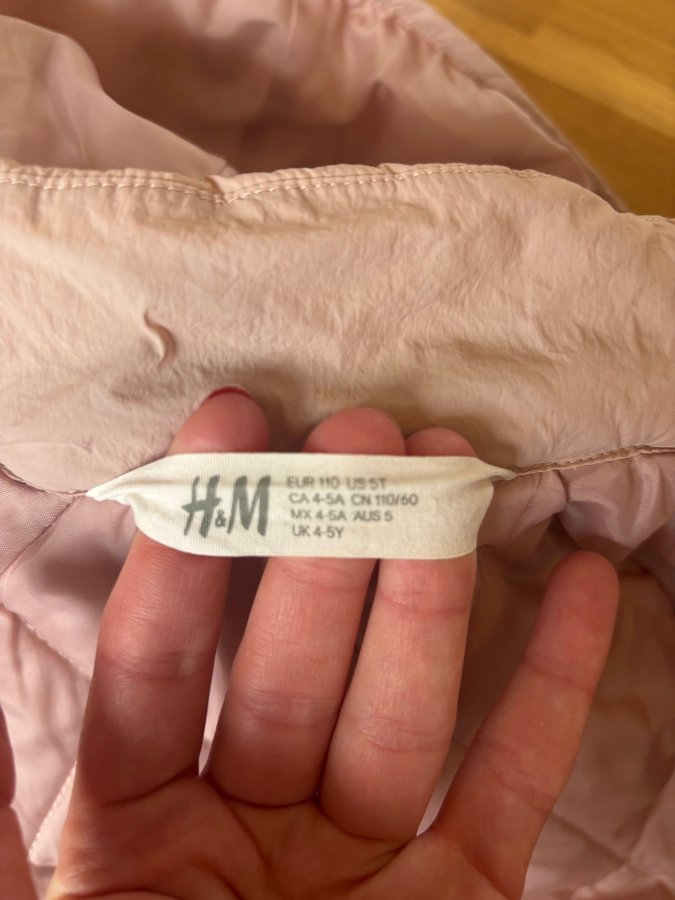 H&M
EUR 110 US 5T
CA 4-5A CN 110/60
MX 4-5A AUS 5
UK 4-5Y